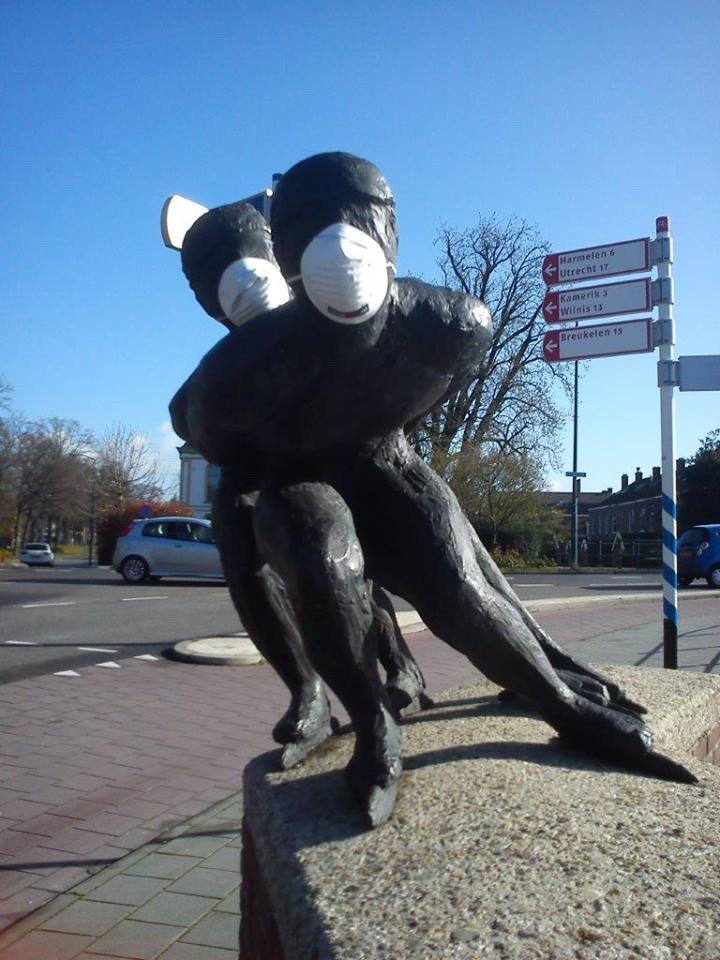 Harmelen 6
Utrecht 17
Kamerik 3
Wilnis 13
Breukelen 15